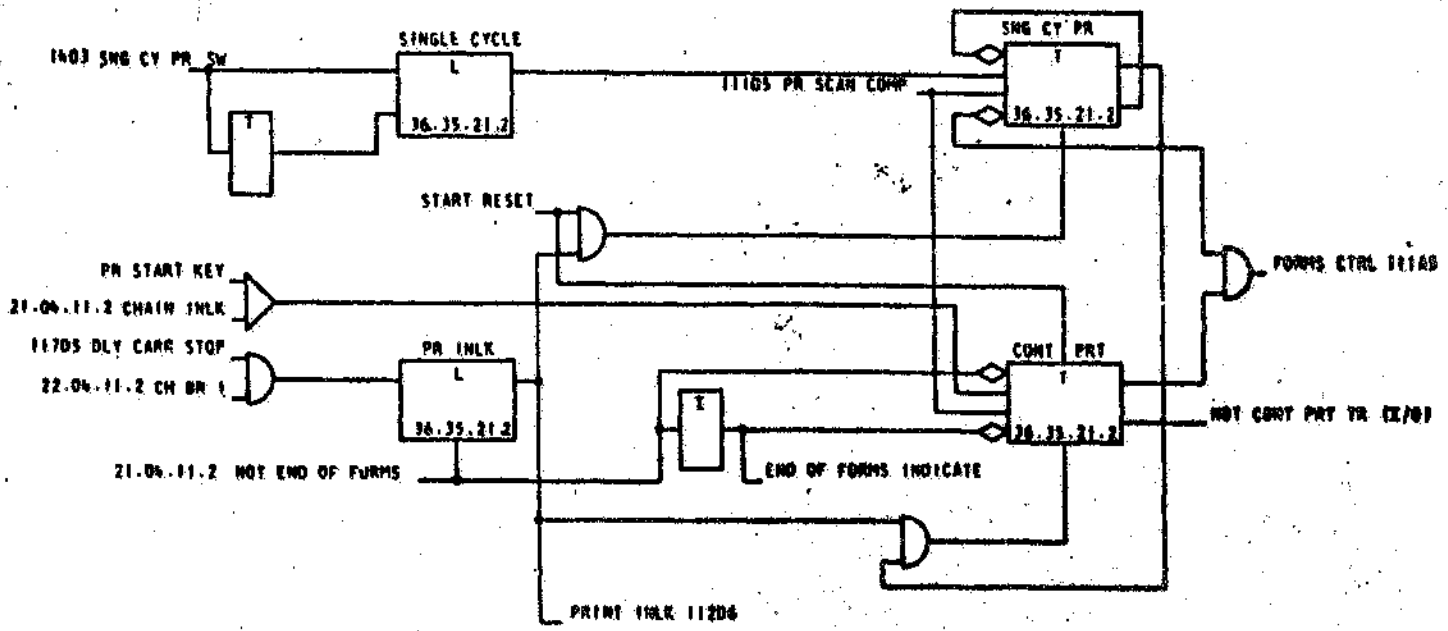 SNG CY PR
T
36.35.21.2
SINGLE CYCLE
L
36.35.21.2
1403 SNG CY PR SW
I
111D5 PR SCAN COMP
START RESET
PR START KEY
21.04.11.2 CHAIN INLK
117D5 DLY CARR STOP
22.04.11.2 CH BR 1
PR INLK
L
36.35.21.2
CONT PRT
T
36.35.21.2
FORMS CTRL 111A5
NOT CONT PRT TR (I/O)
I
21.04.11.2 NOT END OF FORMS
END OF FORMS INDICATE
PRINT INLK 112D6